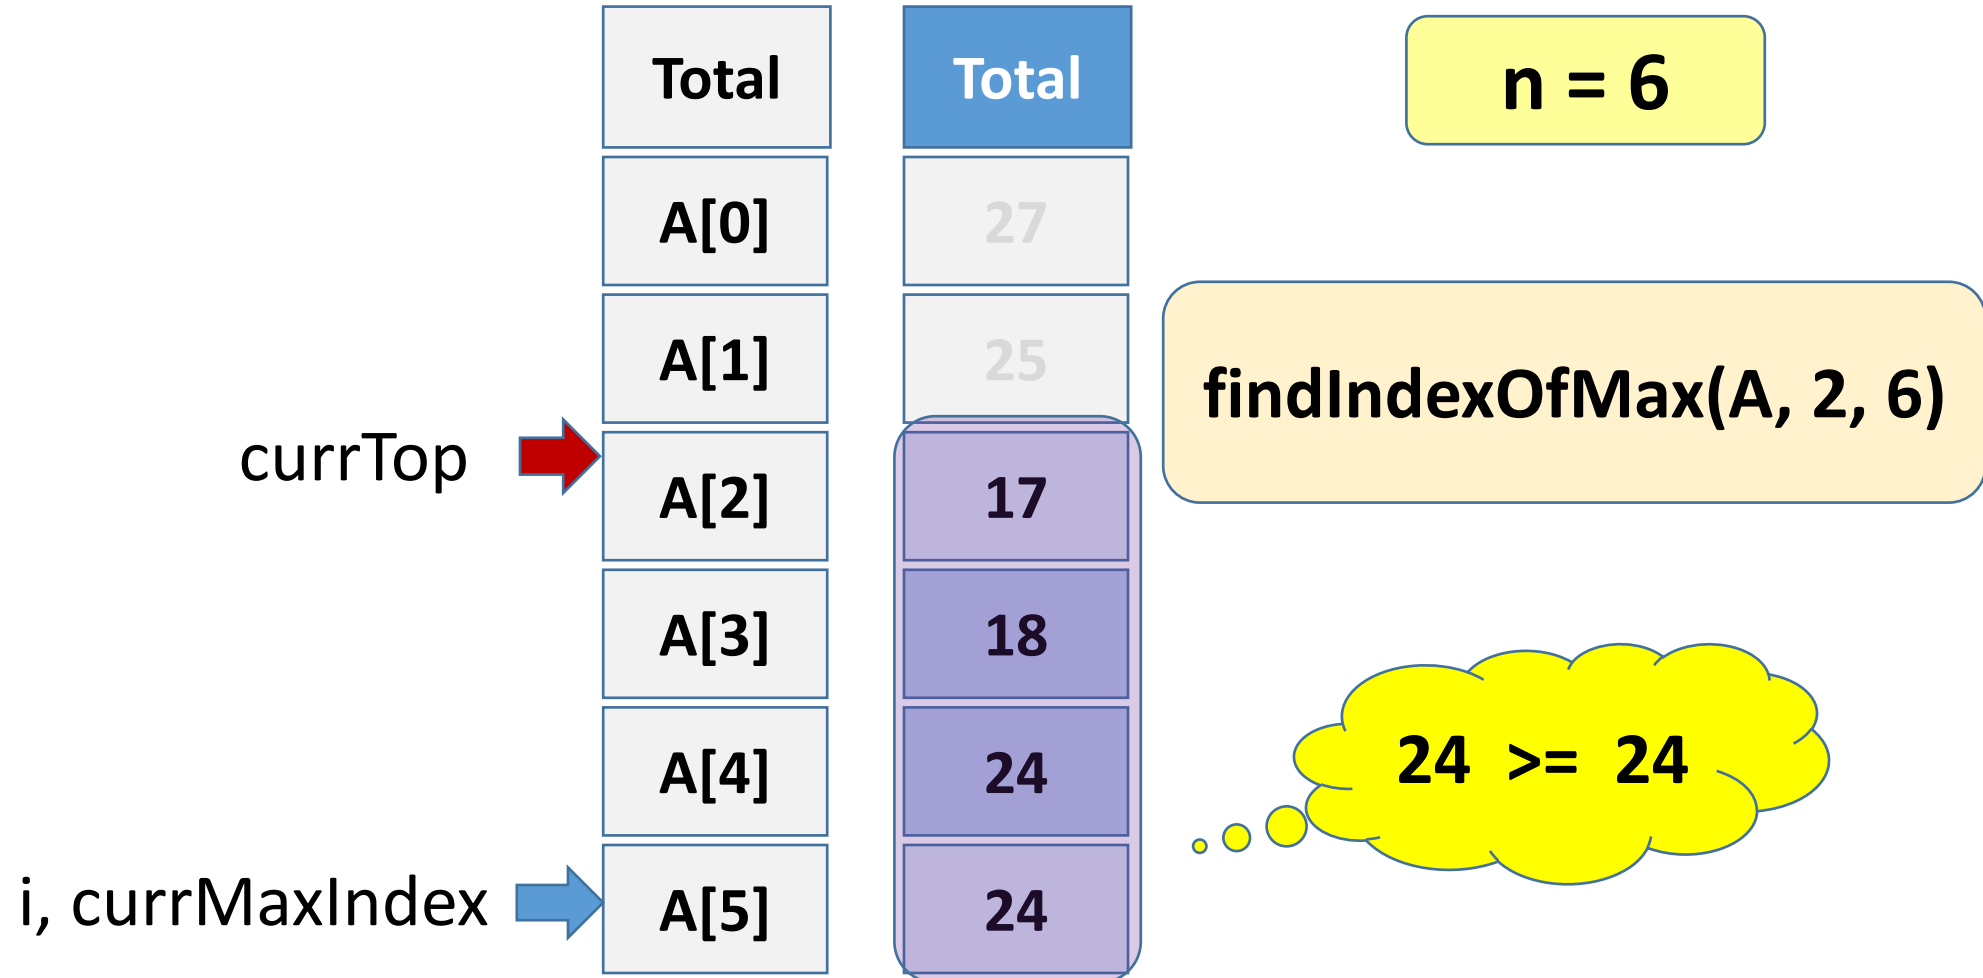 Total Total n = 6
A[0] 27
A[1] 25
findIndexOfMax(A, 2, 6)
currTop A[2] 17
A[3] 18
A[4] 24 24 >= 24
i, currMaxIndex A[5] 24